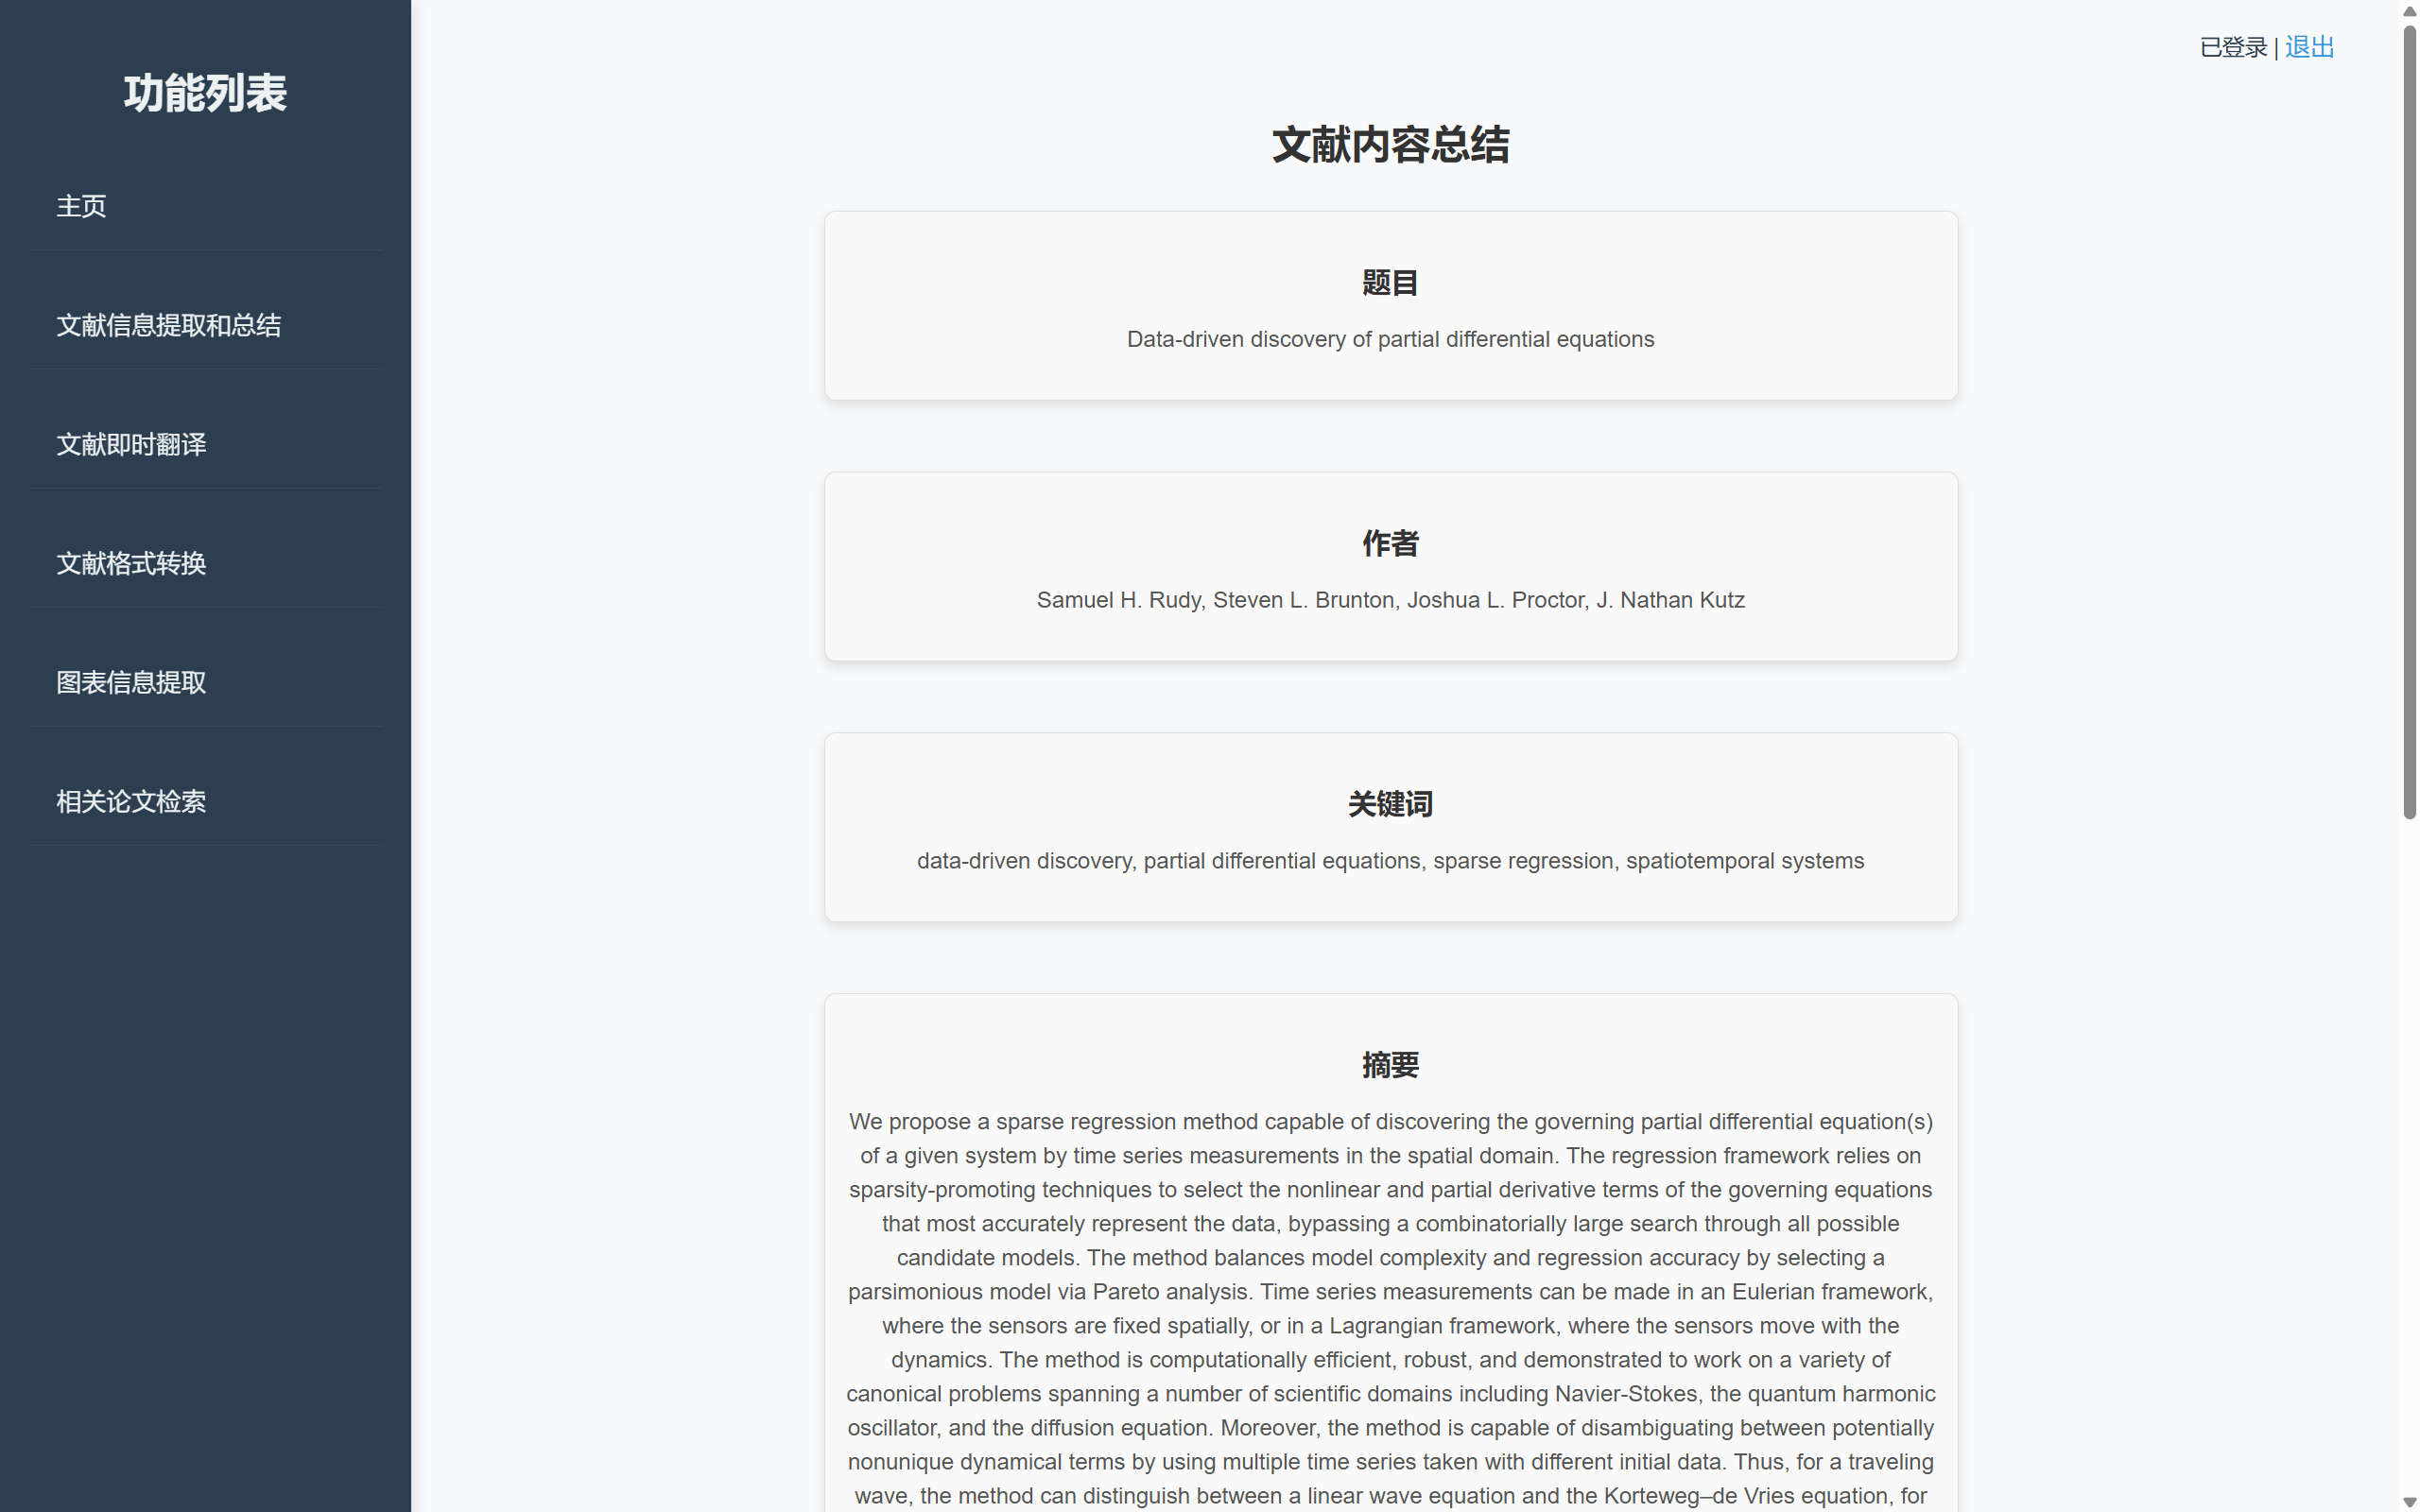 功能列表
主页
文献信息提取和总结
文献即时翻译
文献格式转换
图表信息提取
相关论文检索
已登录 | 退出
文献内容总结
题目
Data-driven discovery of partial differential equations
作者
Samuel H. Rudy, Steven L. Brunton, Joshua L. Proctor, J. Nathan Kutz
关键词
data-driven discovery, partial differential equations, sparse regression, spatiotemporal systems
摘要
We propose a sparse regression method capable of discovering the governing partial differential equation(s)
of a given system by time series measurements in the spatial domain. The regression framework relies on
sparsity-promoting techniques to select the nonlinear and partial derivative terms of the governing equations
that most accurately represent the data, bypassing a combinatorially large search through all possible
candidate models. The method balances model complexity and regression accuracy by selecting a
parsimonious model via Pareto analysis. Time series measurements can be made in an Eulerian framework,
where the sensors are fixed spatially, or in a Lagrangian framework, where the sensors move with the
dynamics. The method is computationally efficient, robust, and demonstrated to work on a variety of
canonical problems spanning a number of scientific domains including Navier-Stokes, the quantum harmonic
oscillator, and the diffusion equation. Moreover, the method is capable of disambiguating between potentially
nonunique dynamical terms by using multiple time series taken with different initial data. Thus, for a traveling
wave, the method can distinguish between a linear wave equation and the Korteweg–de Vries equation, for